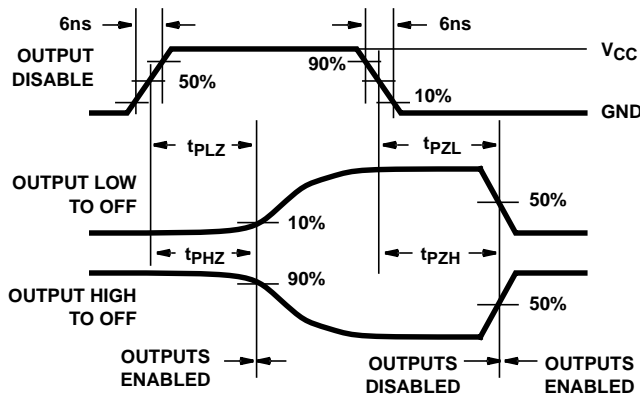 6ns
6ns
OUTPUT
DISABLE
50%
90%
10%
VCC
GND
tPLZ
tPZL
OUTPUT LOW
TO OFF
10%
50%
tPHZ
tPZH
OUTPUT HIGH
TO OFF
90%
50%
OUTPUTS
ENABLED
OUTPUTS
DISABLED
OUTPUTS
ENABLED